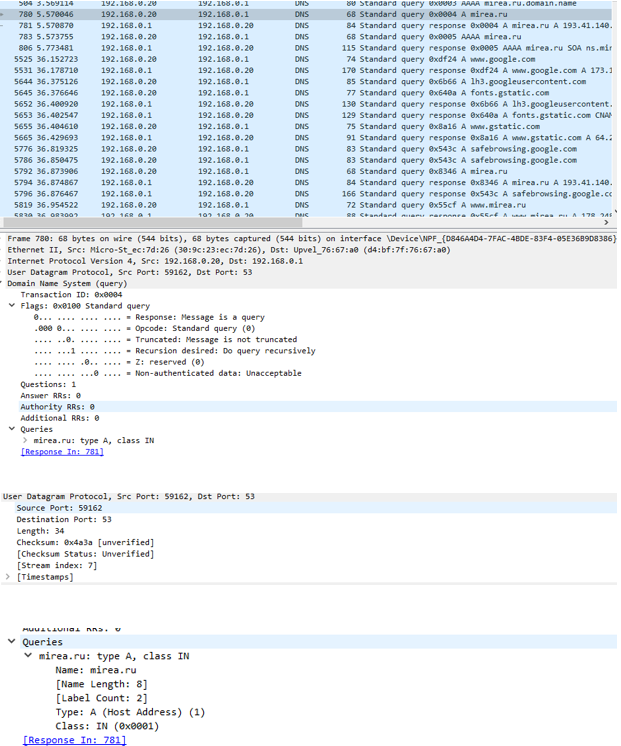 504 3.569114 192.168.0.20 192.168.0.1 DNS 80 Standard query 0x0003 AAAA mirea.ru.domain.name
780 5.570046 192.168.0.20 192.168.0.1 DNS 68 Standard query 0x0004 A mirea.ru
781 5.570870 192.168.0.1 192.168.0.20 DNS 84 Standard query response 0x0004 A mirea.ru A 193.41.140.
783 5.573755 192.168.0.20 192.168.0.1 DNS 68 Standard query 0x0005 AAAA mirea.ru
806 5.773481 192.168.0.1 192.168.0.20 DNS 115 Standard query response 0x0005 AAAA mirea.ru SOA ns.mir
5525 36.152723 192.168.0.20 192.168.0.1 DNS 74 Standard query 0xdf24 A www.google.com
5531 36.178710 192.168.0.1 192.168.0.20 DNS 170 Standard query response 0xdf24 A www.google.com A 173.1
5644 36.375126 192.168.0.20 192.168.0.1 DNS 85 Standard query 0x6b66 A lh3.googleusercontent.com
5645 36.376646 192.168.0.20 192.168.0.1 DNS 77 Standard query 0x640a A fonts.gstatic.com
5652 36.400920 192.168.0.1 192.168.0.20 DNS 130 Standard query response 0x6b66 A lh3.googleusercontent.
5653 36.402547 192.168.0.1 192.168.0.20 DNS 129 Standard query response 0x640a A fonts.gstatic.com CNAM
5655 36.404610 192.168.0.20 192.168.0.1 DNS 75 Standard query 0x8a16 A www.gstatic.com
5665 36.429693 192.168.0.1 192.168.0.20 DNS 91 Standard query response 0x8a16 A www.gstatic.com A 64.2
5776 36.819325 192.168.0.20 192.168.0.1 DNS 83 Standard query 0x543c A safebrowsing.google.com
5786 36.850475 192.168.0.20 192.168.0.1 DNS 83 Standard query 0x543c A safebrowsing.google.com
5792 36.873906 192.168.0.20 192.168.0.1 DNS 68 Standard query 0x8346 A mirea.ru
5794 36.874867 192.168.0.1 192.168.0.20 DNS 84 Standard query response 0x8346 A mirea.ru A 193.41.140.
5796 36.876467 192.168.0.1 192.168.0.20 DNS 166 Standard query response 0x543c A safebrowsing.google.co
5819 36.954522 192.168.0.20 192.168.0.1 DNS 72 Standard query 0x55cf A www.mirea.ru
5830 36.983992 192.168.0.1 192.168.0.20 DNS 88 Standard query response 0x55cf A www.mirea.ru A 178.248
Frame 780: 68 bytes on wire (544 bits), 68 bytes captured (544 bits) on interface \Device\NPF_{D846A4D4-7FAC-4BDE-83F4-05E36B9D8386}
Ethernet II, Src: Micro-St_ec:7d:26 (30:9c:23:ec:7d:26), Dst: Upvel_76:67:a0 (d4:bf:7f:76:67:a0)
Internet Protocol Version 4, Src: 192.168.0.20, Dst: 192.168.0.1
User Datagram Protocol, Src Port: 59162, Dst Port: 53
Domain Name System (query)
Transaction ID: 0x0004
Flags: 0x0100 Standard query
0... .... .... .... = Response: Message is a query
.000 0... .... .... = Opcode: Standard query (0)
.... ..0. .... .... = Truncated: Message is not truncated
.... ...1 .... .... = Recursion desired: Do query recursively
.... .... .0.. .... = Z: reserved (0)
.... .... ...0 .... = Non-authenticated data: Unacceptable
Questions: 1
Answer RRs: 0
Authority RRs: 0
Additional RRs: 0
Queries
mirea.ru: type A, class IN
[Response In: 781]
User Datagram Protocol, Src Port: 59162, Dst Port: 53
Source Port: 59162
Destination Port: 53
Length: 34
Checksum: 0x4a3a [unverified]
[Checksum Status: Unverified]
[Stream index: 7]
[Timestamps]
Additional RRs: 0
Queries
mirea.ru: type A, class IN
Name: mirea.ru
[Name Length: 8]
[Label Count: 2]
Type: A (Host Address) (1)
Class: IN (0x0001)
[Response In: 781]